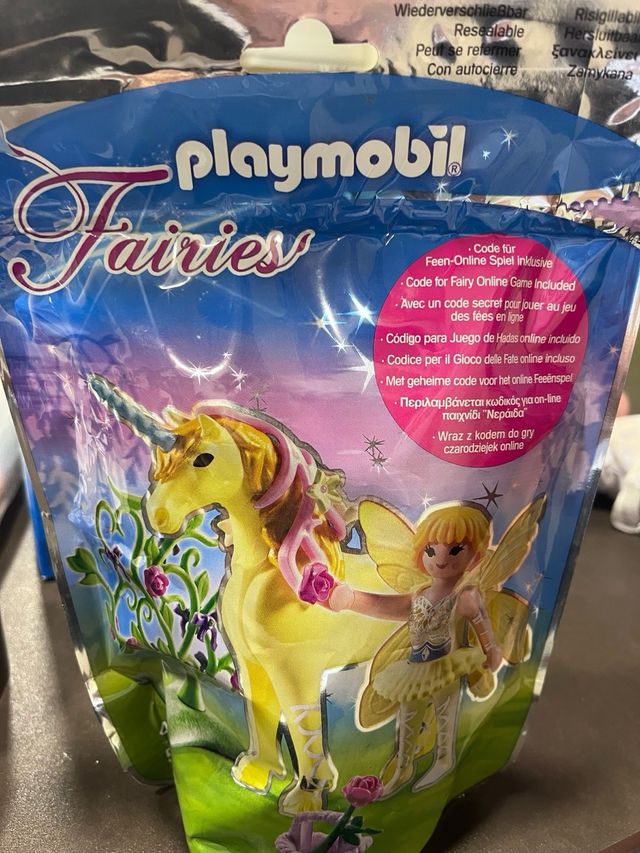 Wiederverschließbar
Resealable
Peut se refermer
Con autocierre
Zamykana
playmobil®
Fairies
· Code für
Feen-Online Spiel inklusive
· Code for Fairy Online Game Included
· Avec un code secret pour jouer au jeu
des fées en ligne
· Código para Juego de Hadas online incluido
· Codice per il Gioco delle Fate online incluso
· Met geheime code voor het online Feeënspel
· Περιλαμβάνεται κωδικός για on-line
παιχνίδι "Νεράιδα"
· Wraz z kodem do gry
czarodziejek online